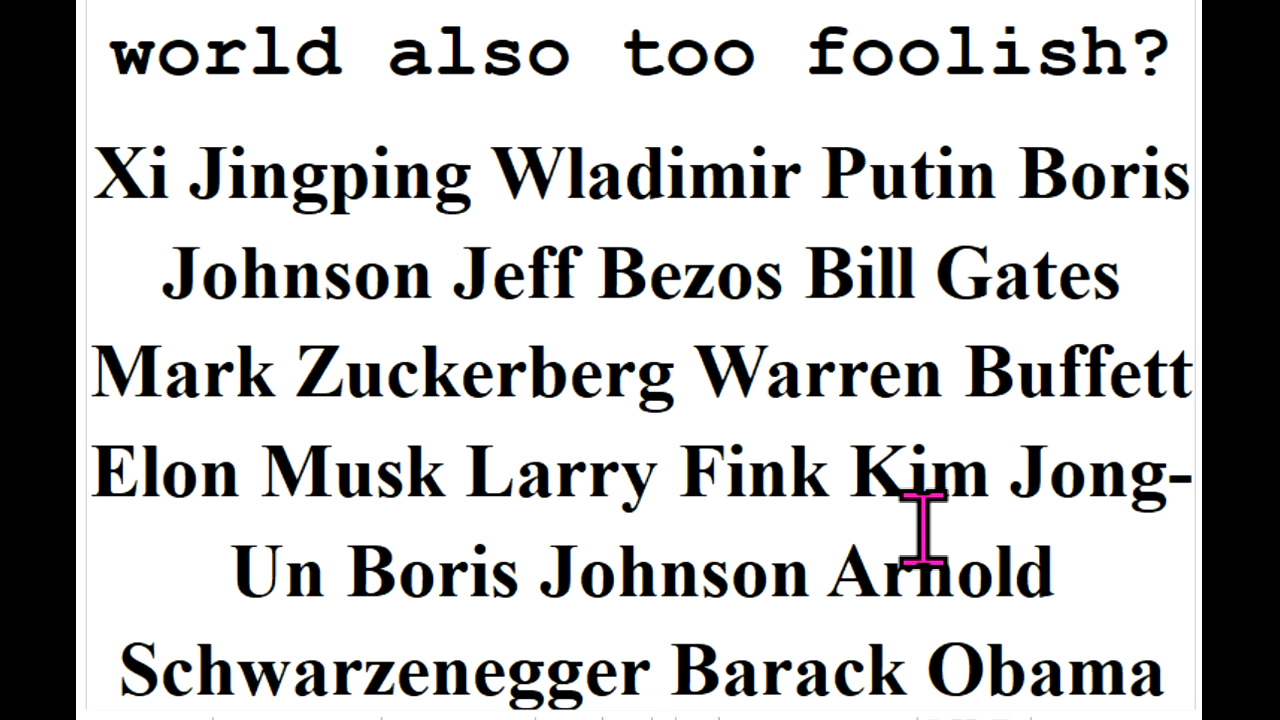 world also too foolish?
Xi Jingping Wladimir Putin Boris
Johnson Jeff Bezos Bill Gates
Mark Zuckerberg Warren Buffett
Elon Musk Larry Fink Kim Jong-
Un Boris Johnson Arnold
Schwarzenegger Barack Obama